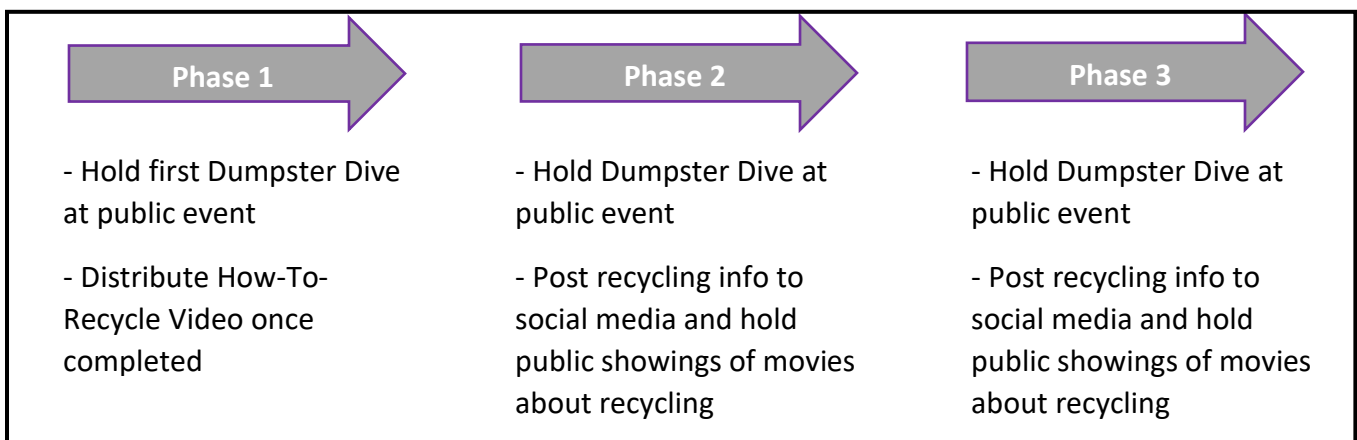 Phase 1
- Hold first Dumpster Dive
at public event
- Distribute How-To-
Recycle Video once
completed
Phase 2
- Hold Dumpster Dive at
public event
- Post recycling info to
social media and hold
public showings of movies
about recycling
Phase 3
- Hold Dumpster Dive at
public event
- Post recycling info to
social media and hold
public showings of movies
about recycling